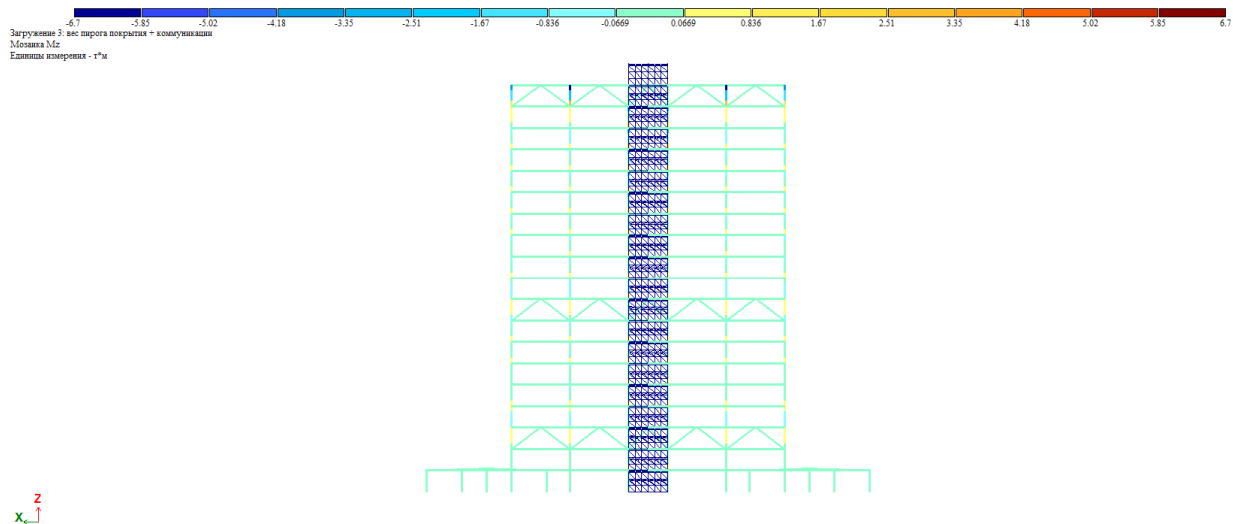 -6.7 -5.85 -5.02 -4.18 -3.35 -2.51 -1.67 -0.836 -0.0669 0.0669 0.836 1.67 2.51 3.35 4.18 5.02 5.85 6.7
Загружение 3: вес пирога покрытия + коммуникации
Мозаика Mz
Единицы измерения - т*м
Z
X